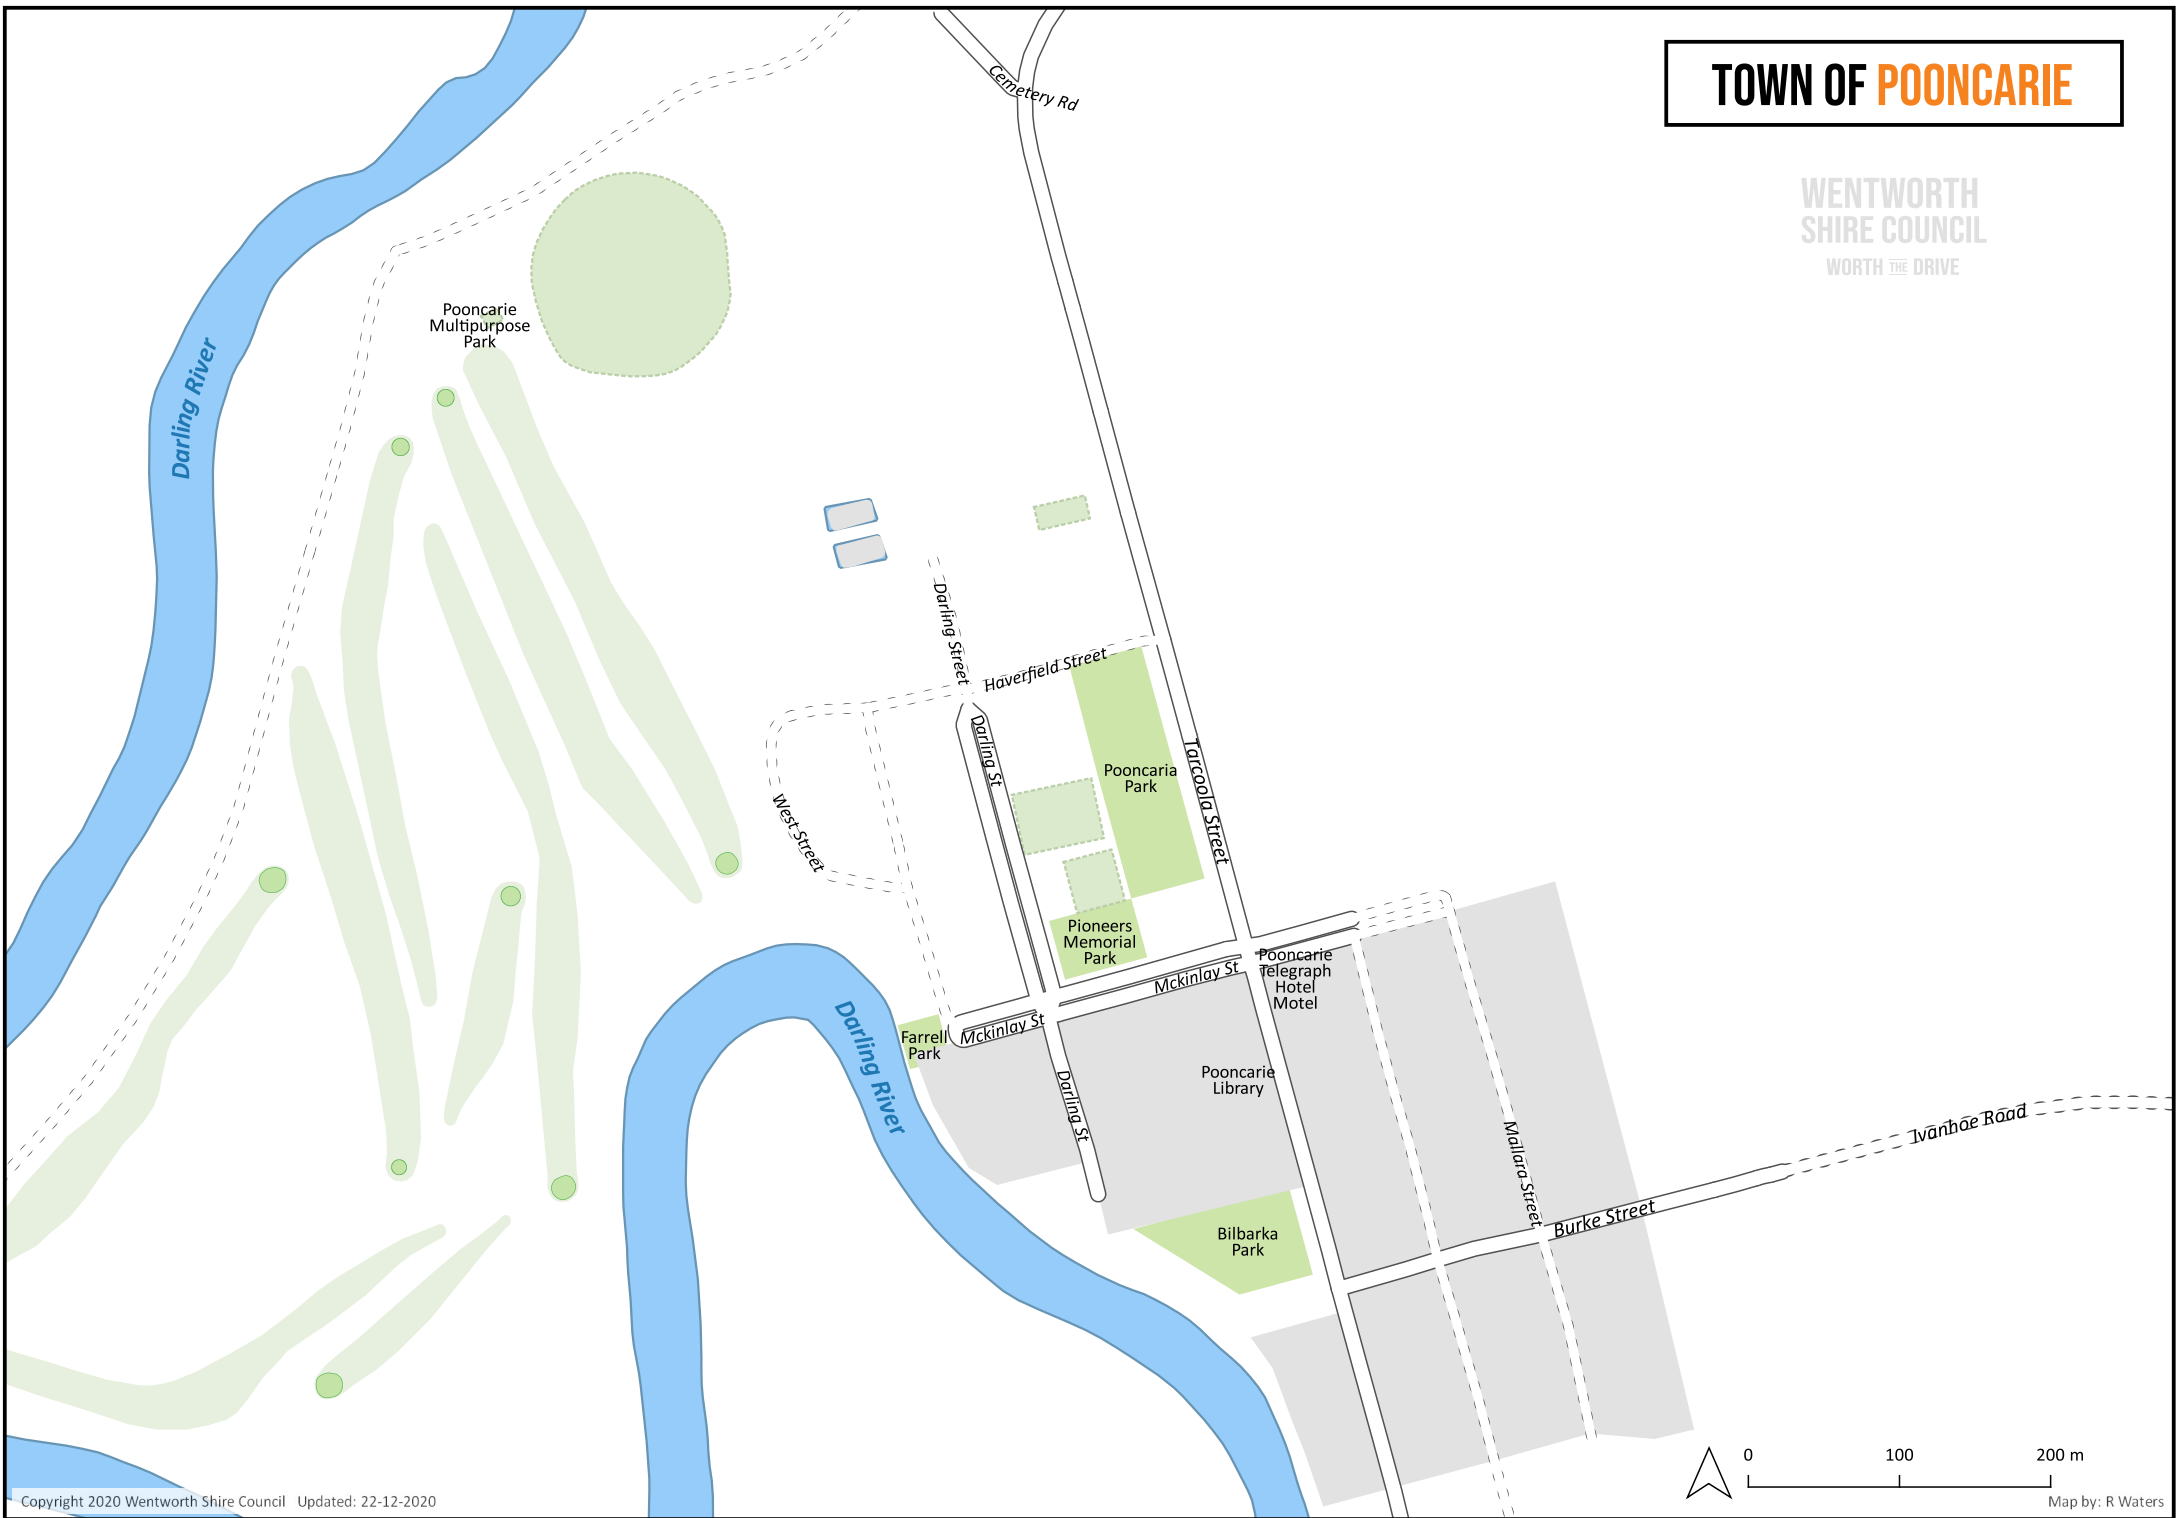 TOWN OF POONCARIE
WENTWORTH
SHIRE COUNCIL
WORTH THE DRIVE
Cemetery Rd
Pooncarie
Multipurpose
Park
Darling River
Darling Street
Haverfield Street
Darling St
Tarcoola Street
Pooncaria
Park
West Street
Pioneers
Memorial
Park
Pooncarie
Telegraph
Hotel
Motel
Mckinlay St
Mckinlay St
Farrell
Park
Darling River
Pooncarie
Library
Darling St
Mallara Street
Ivanhoe Road
Burke Street
Bilbarka
Park
0 100 200 m
Copyright 2020 Wentworth Shire Council Updated: 22-12-2020
Map by: R Waters